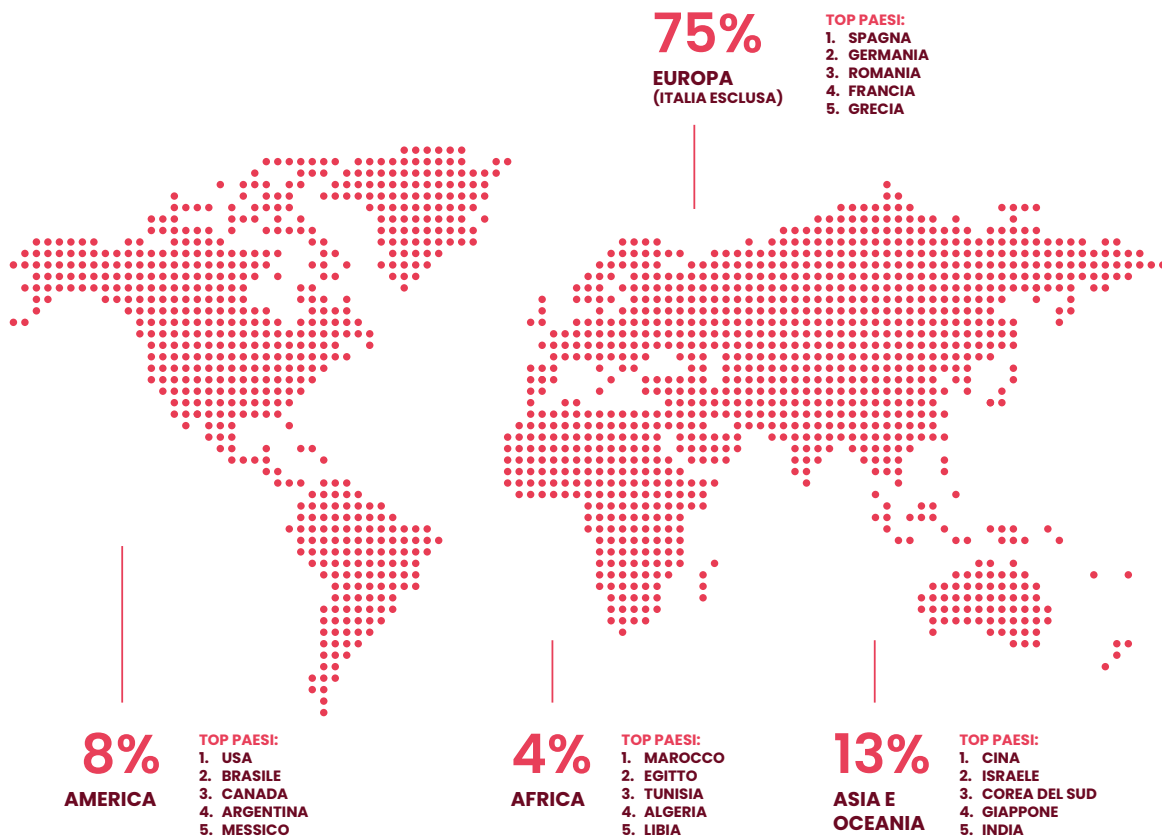 75%
EUROPA
(ITALIA ESCLUSA)
TOP PAESI:
1. SPAGNA
2. GERMANIA
3. ROMANIA
4. FRANCIA
5. GRECIA
8%
AMERICA
TOP PAESI:
1. USA
2. BRASILE
3. CANADA
4. ARGENTINA
5. MESSICO
4%
AFRICA
TOP PAESI:
1. MAROCCO
2. EGITTO
3. TUNISIA
4. ALGERIA
5. LIBIA
13%
ASIA E
OCEANIA
TOP PAESI:
1. CINA
2. ISRAELE
3. COREA DEL SUD
4. GIAPPONE
5. INDIA